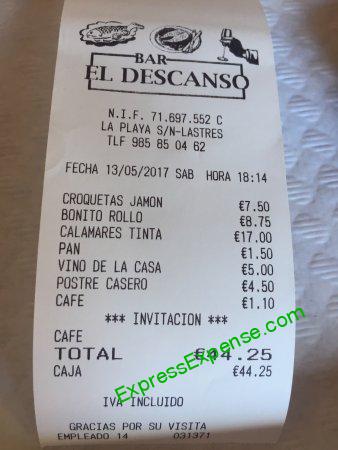 BAR
EL DESCANSO
N.I.F. 71.697.552 C
LA PLAYA S/N-LASTRES
TLF 985 85 04 62
FECHA 13/05/2017 SAB HORA 18:14
CROQUETAS JAMON €7.50
BONITO ROLLO €8.75
CALAMARES TINTA €17.00
PAN €1.50
VINO DE LA CASA €5.00
POSTRE CASERO €4.50
CAFE €1.10
*** INVITACION ***
CAFE
TOTAL €44.25
CAJA €44.25
IVA INCLUIDO
GRACIAS POR SU VISITA
EMPLEADO 14 031371
ExpressExpense.com